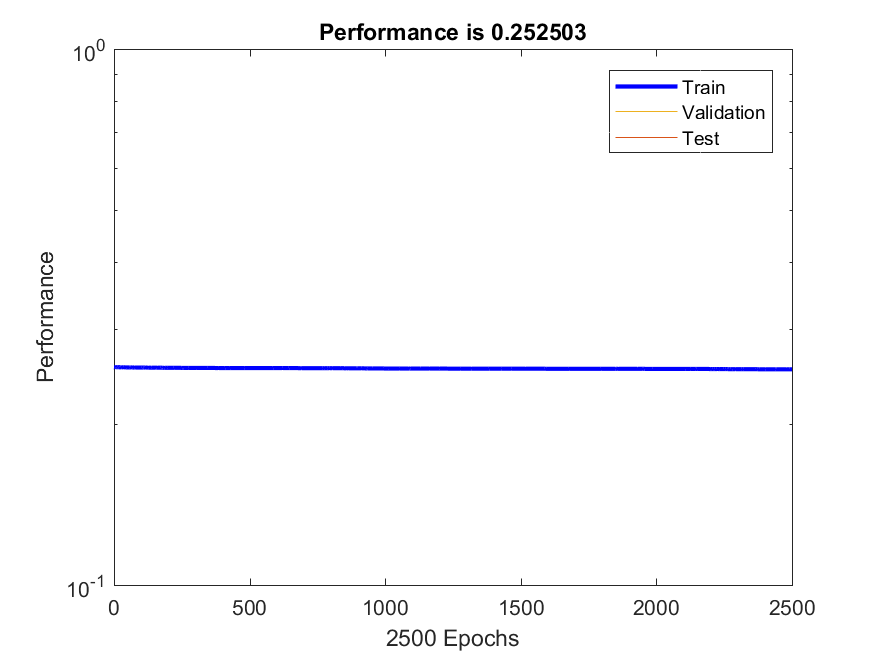 Performance is 0.252503
10^0
Train
Validation
Test
Performance
10^-1
0 500 1000 1500 2000 2500
2500 Epochs